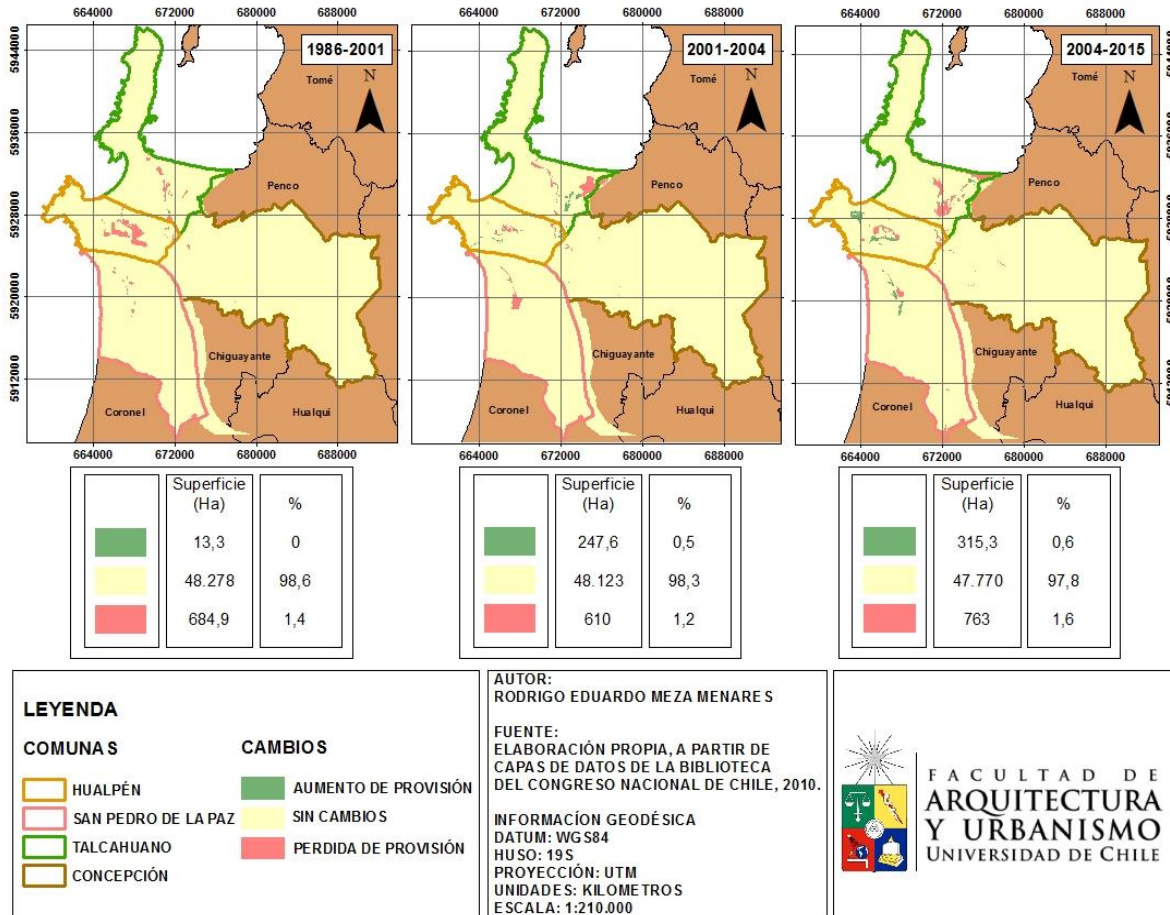 664000 672000 680000 688000
664000 672000 680000 688000
664000 672000 680000 688000
5944000
5936000
5928000
5920000
5912000
1986-2001
N
Tomé
Penco
Chiguayante
Coronel
Hualqui
664000 672000 680000 688000
2001-2004
N
Tomé
Penco
Chiguayante
Coronel
Hualqui
664000 672000 680000 688000
2004-2015
N
Tomé
Penco
Chiguayante
Coronel
Hualqui
664000 672000 680000 688000
Superficie
(Ha) %
13,3 0
48.278 98,6
684,9 1,4
Superficie
(Ha) %
247,6 0,5
48.123 98,3
610 1,2
Superficie
(Ha) %
315,3 0,6
47.770 97,8
763 1,6
LEYENDA
COMUNAS
HUALPÉN
SAN PEDRO DE LA PAZ
TALCAHUANO
CONCEPCIÓN
CAMBIOS
AUMENTO DE PROVISIÓN
SIN CAMBIOS
PERDIDA DE PROVISIÓN
AUTOR:
RODRIGO EDUARDO MEZA MENARES
FUENTE:
ELABORACIÓN PROPIA, A PARTIR DE
CAPAS DE DATOS DE LA BIBLIOTECA
DEL CONGRESO NACIONAL DE CHILE, 2010.
INFORMACÍON GEODÉSICA
DATUM: WGS84
HUSO: 19S
PROYECCIÓN: UTM
UNIDADES: KILOMETROS
ESCALA: 1:210.000
FACULTAD DE
ARQUITECTURA
Y URBANISMO
UNIVERSIDAD DE CHILE